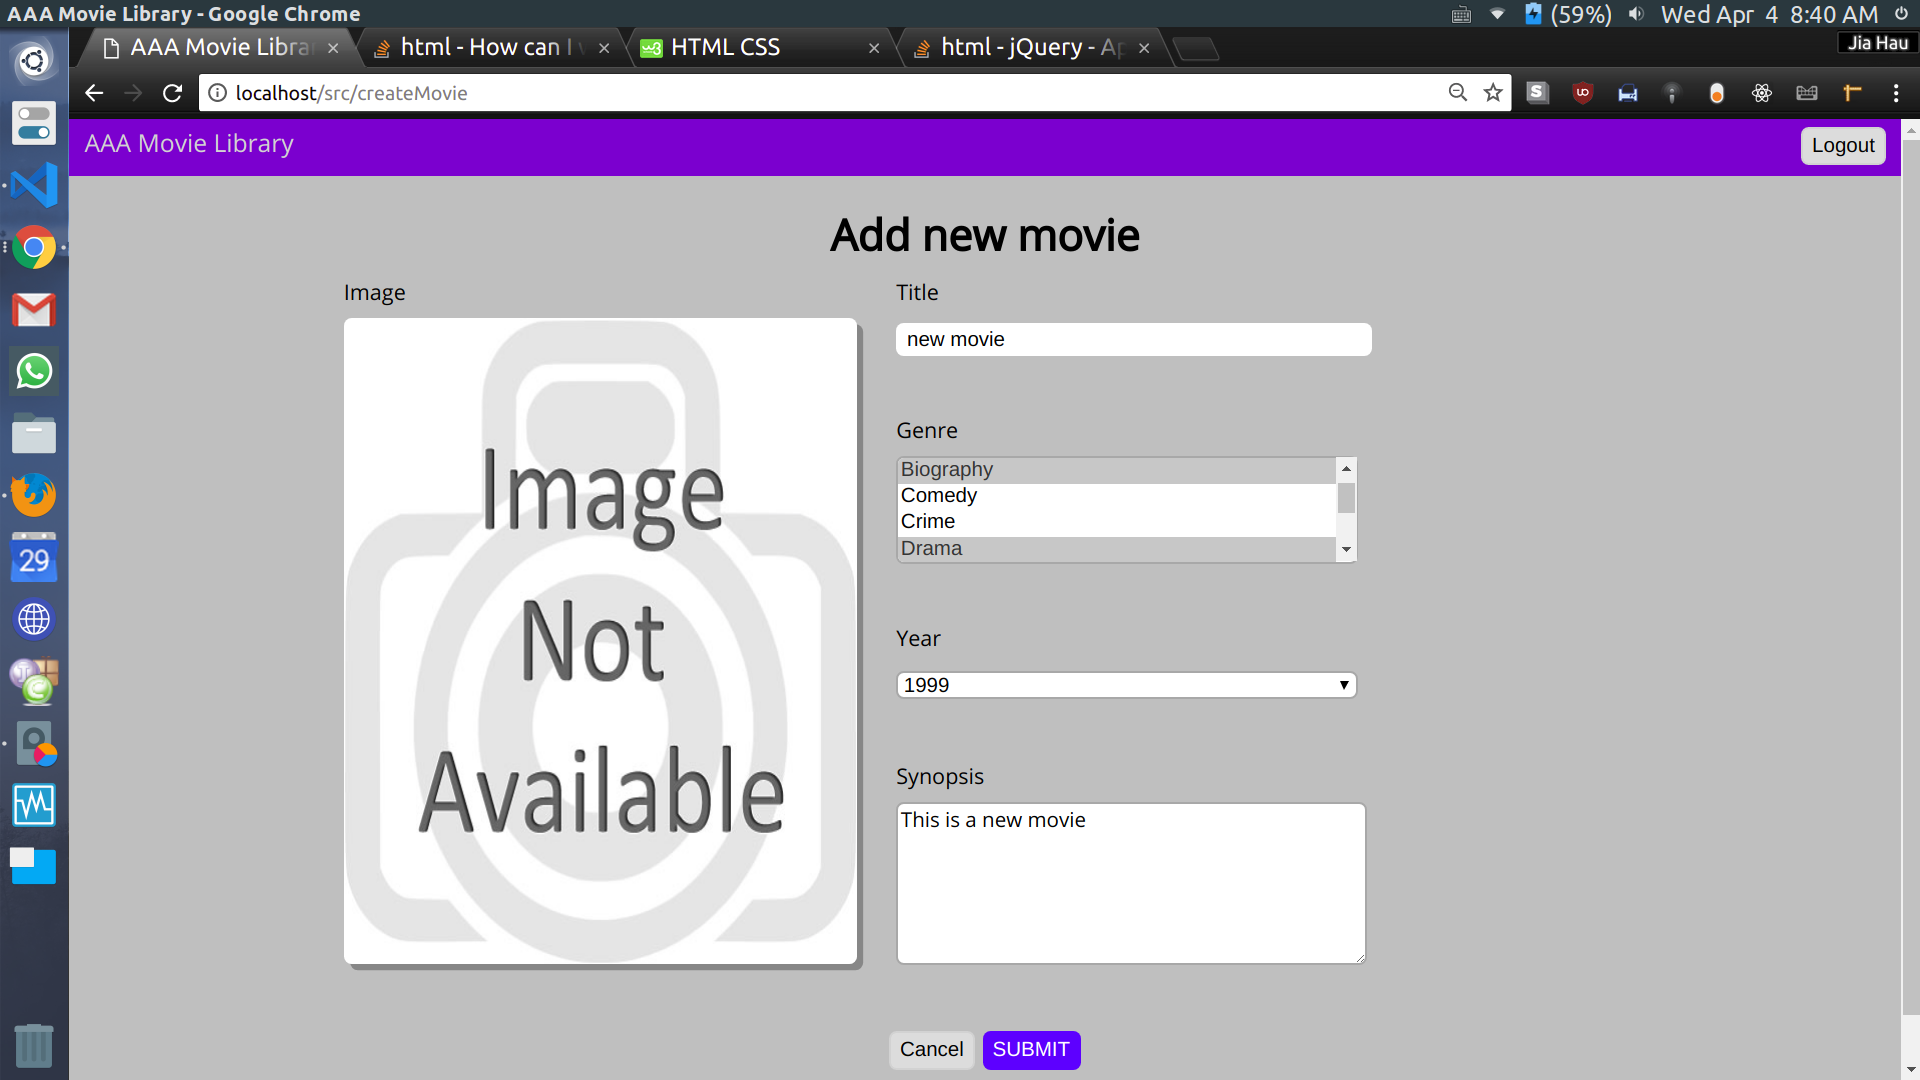 AAA Movie Library - Google Chrome
(59%) Wed Apr 4 8:40 AM
AAA Movie Libra
html - How can I
HTML CSS
html - jQuery - Ap
Jia Hau
localhost/src/createMovie
AAA Movie Library
Logout
Add new movie
Image
Title
new movie
Genre
Biography
Comedy
Crime
Drama
Year
1999
Synopsis
This is a new movie
Image
Not
Available
Cancel
SUBMIT
29